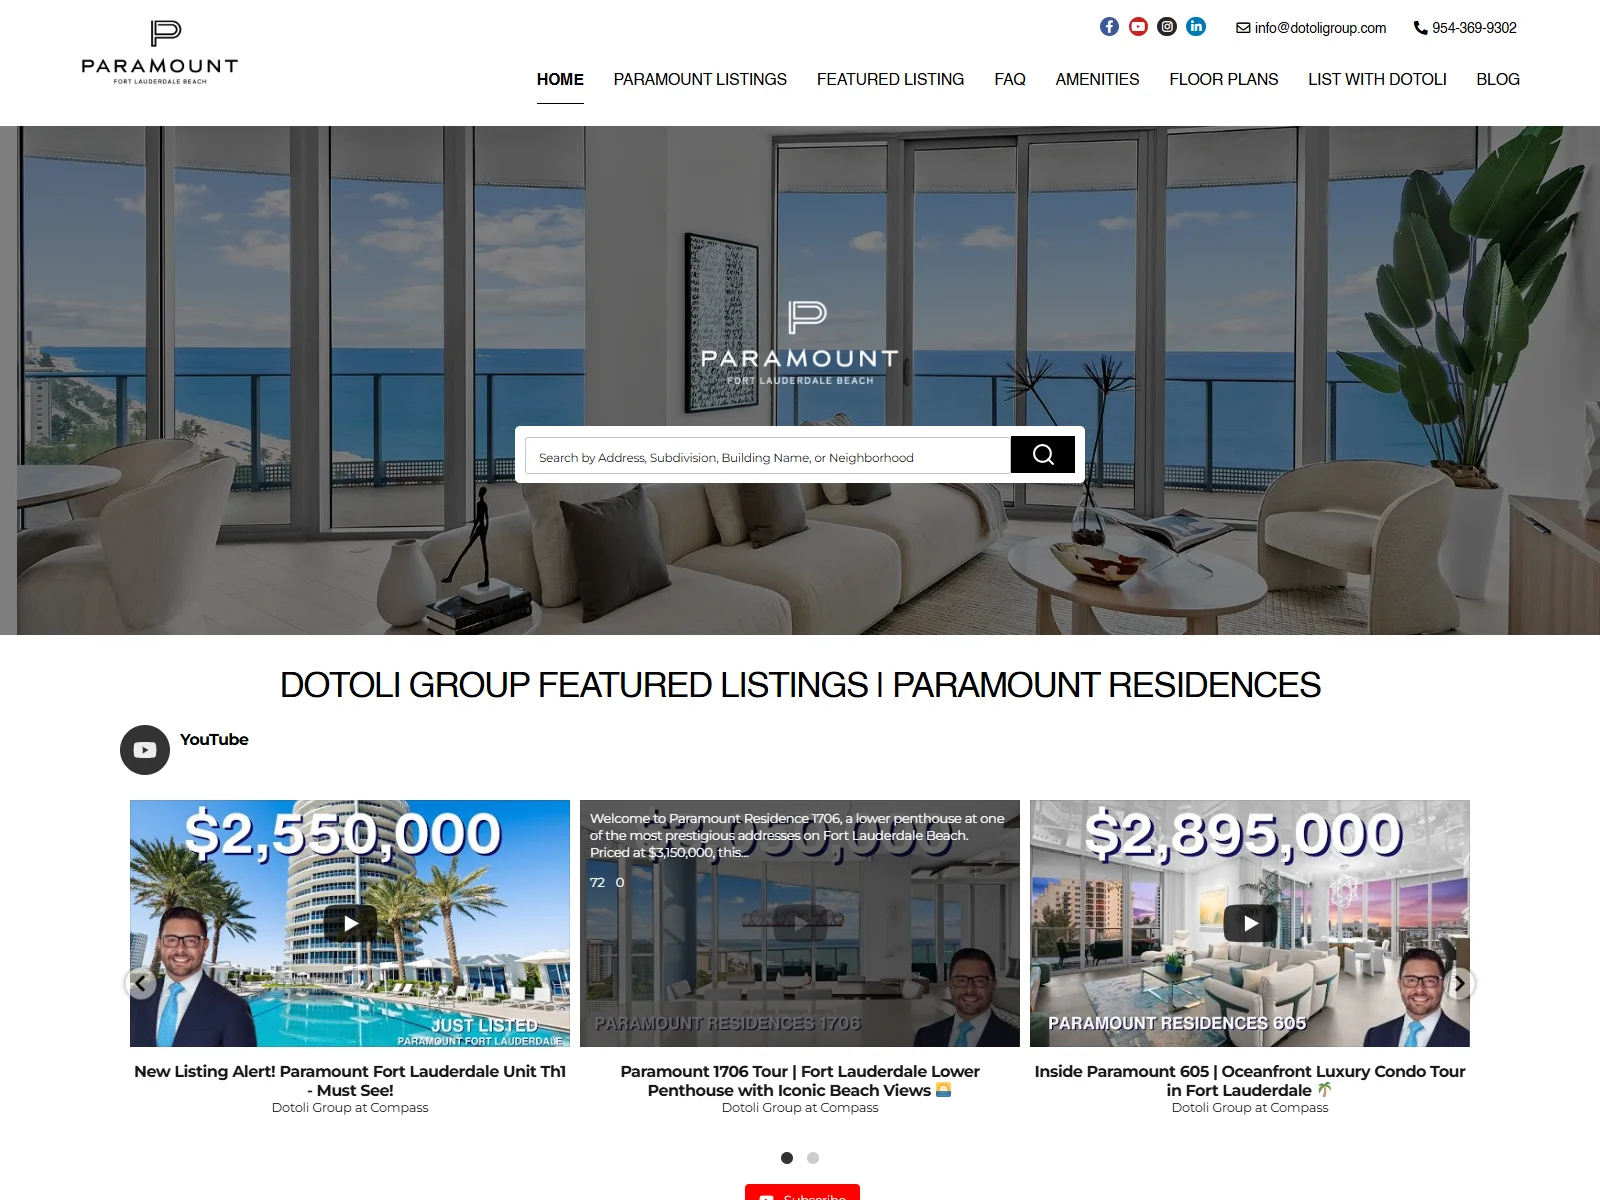 PARAMOUNT
FORT LAUDERDALE BEACH
info@dotoligroup.com
954-369-9302
HOME
PARAMOUNT LISTINGS
FEATURED LISTING
FAQ
AMENITIES
FLOOR PLANS
LIST WITH DOTOLI
BLOG
PARAMOUNT
FORT LAUDERDALE BEACH
Search by Address, Subdivision, Building Name, or Neighborhood
DOTOLI GROUP FEATURED LISTINGS | PARAMOUNT RESIDENCES
YouTube
$2,550,000
JUST LISTED
PARAMOUNT FORT LAUDERDALE
Welcome to Paramount Residence 1706, a lower penthouse at one
of the most prestigious addresses on Fort Lauderdale Beach.
Priced at $3,150,000, this...
72 0
PARAMOUNT RESIDENCES 1706
$2,895,000
PARAMOUNT RESIDENCES 605
New Listing Alert! Paramount Fort Lauderdale Unit Th1
- Must See!
Dotoli Group at Compass
Paramount 1706 Tour | Fort Lauderdale Lower
Penthouse with Iconic Beach Views 🌅
Dotoli Group at Compass
Inside Paramount 605 | Oceanfront Luxury Condo Tour
in Fort Lauderdale 🌴
Dotoli Group at Compass
Subscribe